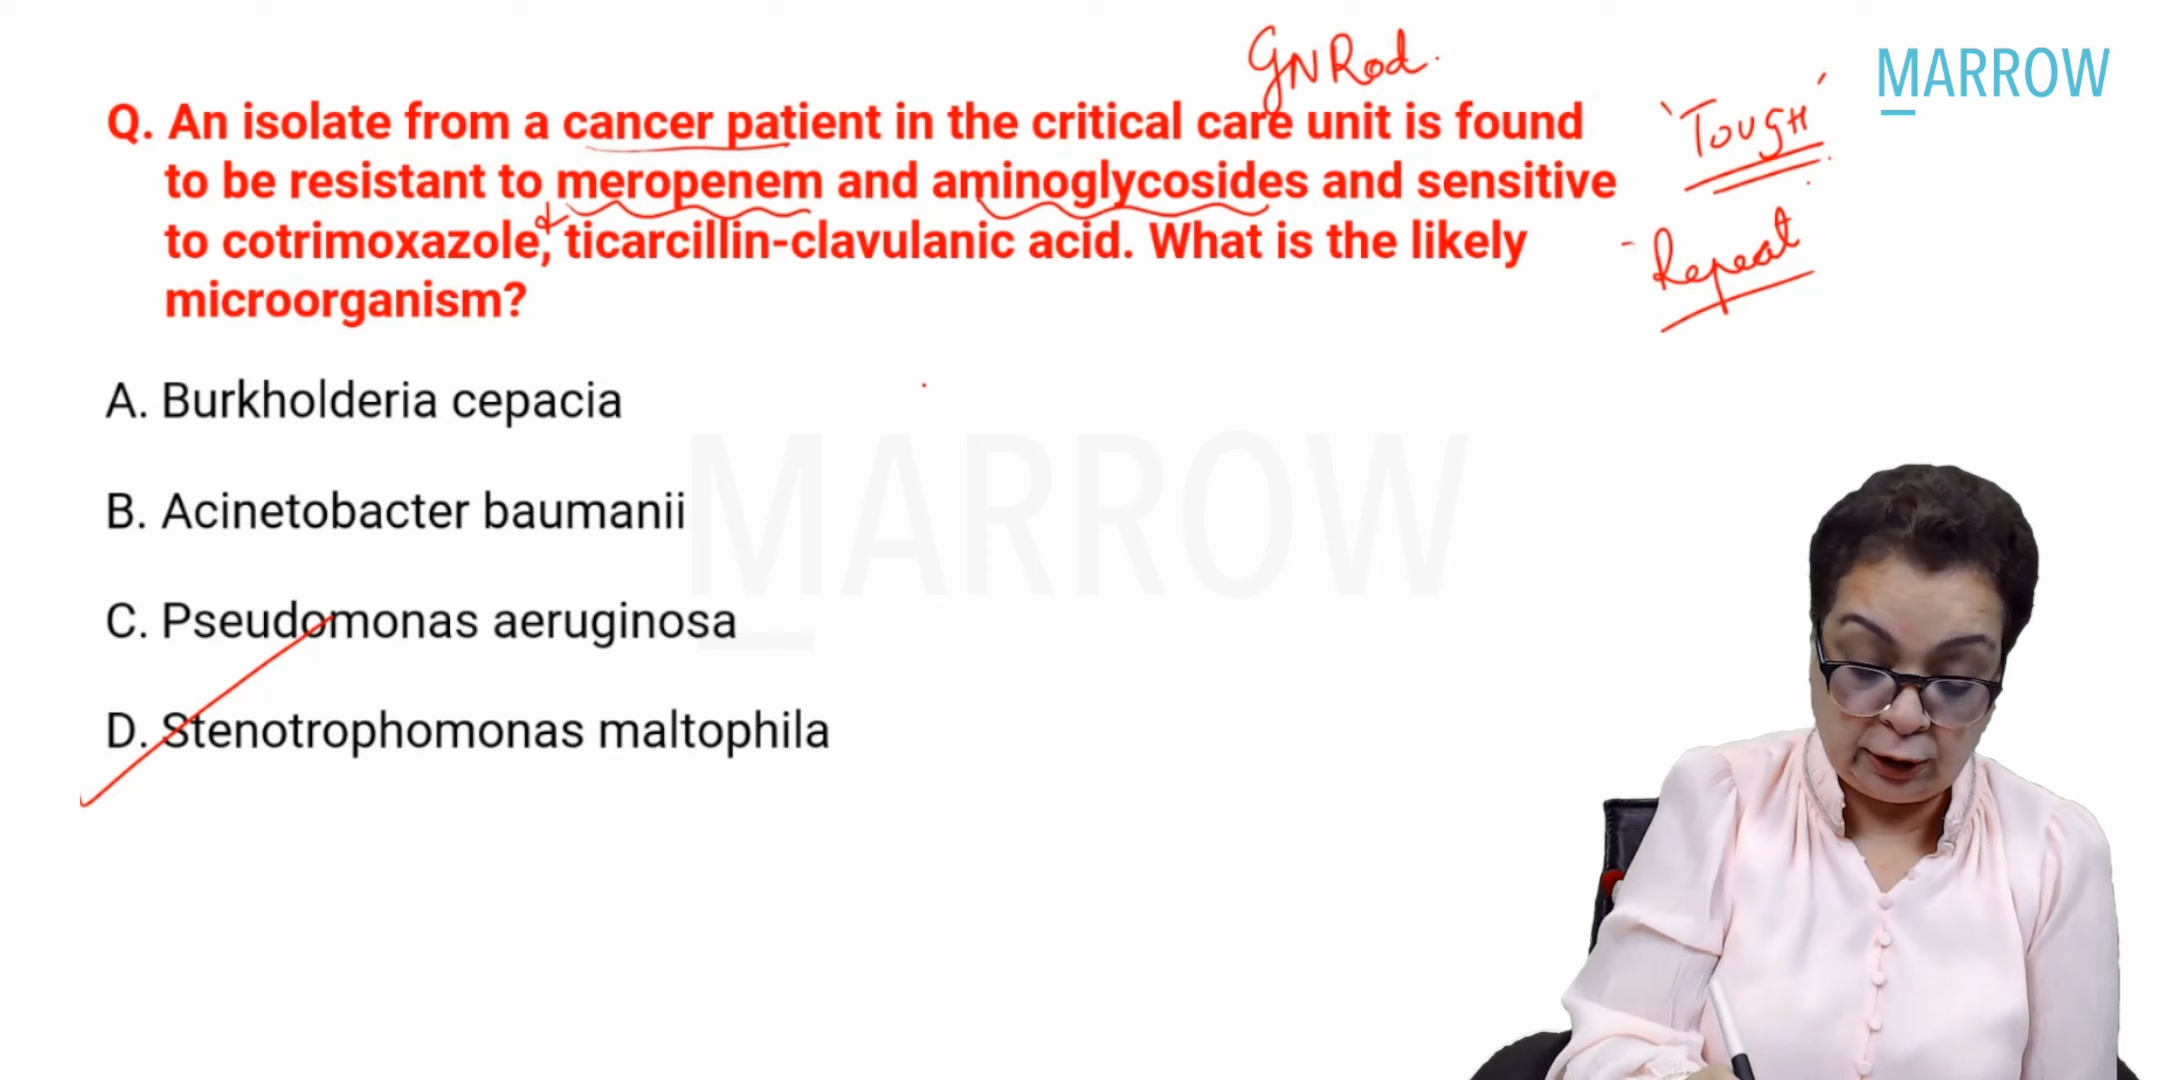 GNRod.
MARROW
Q. An isolate from a cancer patient in the critical care unit is found
to be resistant to meropenem and aminoglycosides and sensitive
to cotrimoxazole, & ticarcillin-clavulanic acid. What is the likely
microorganism?
'TOUGH'
- Repeat
A. Burkholderia cepacia
B. Acinetobacter baumanii
C. Pseudomonas aeruginosa
D. Stenotrophomonas maltophila
MARROW